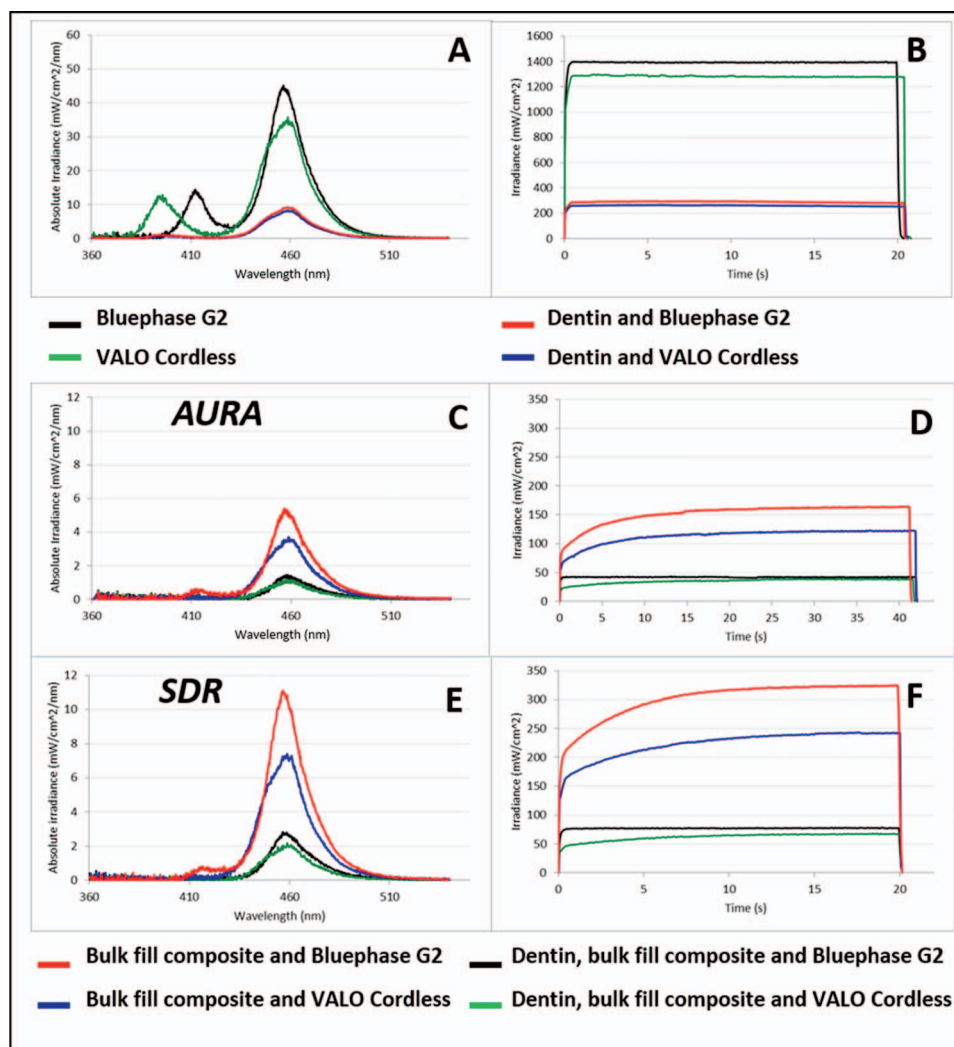 A
Absolute Irradiance (mW/cm^2/nm)
60
50
40
30
20
10
0
360
410
460
510
Wavelength (nm)
B
Irradiance (mW/cm^2)
1600
1400
1200
1000
800
600
400
200
0
0
5
10
15
20
Time (s)
Bluephase G2
Dentin and Bluephase G2
VALO Cordless
Dentin and VALO Cordless
AURA
C
Absolute Irradiance (mW/cm^2/nm)
12
10
8
6
4
2
0
360
410
460
510
Wavelength (nm)
D
Irradiance (mW/cm^2)
350
300
250
200
150
100
50
0
0
5
10
15
20
25
30
35
40
Time (s)
SDR
E
Absolute irradiance (mW/cm^2/nm)
12
10
8
6
4
2
0
360
410
460
510
Wavelength (nm)
F
Irradiance (mW/cm^2)
350
300
250
200
150
100
50
0
0
5
10
15
20
Time (s)
Bulk fill composite and Bluephase G2
Dentin, bulk fill composite and Bluephase G2
Bulk fill composite and VALO Cordless
Dentin, bulk fill composite and VALO Cordless